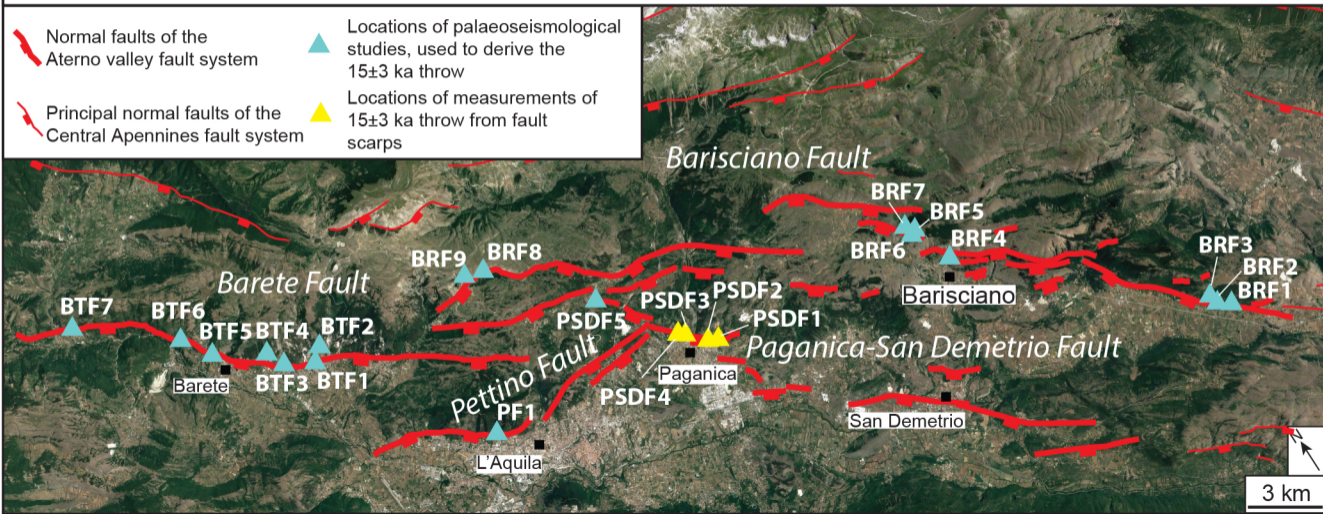 Normal faults of the
Aterno valley fault system
Principal normal faults of the
Central Apennines fault system
Locations of palaeoseismological
studies, used to derive the
15±3 ka throw
Locations of measurements of
15±3 ka throw from fault
scarps
Barisciano Fault
BRF7
BRF5
BRF6
BRF4
BRF3
BRF2
BRF1
Barisciano
BRF9
BRF8
Barete Fault
BTF7
BTF6
BTF5
BTF4
BTF2
BTF3
BTF1
Barete
PSDF3
PSDF2
PSDF5
PSDF1
Paganica-San Demetrio Fault
Paganica
PSDF4
Pettino Fault
PF1
L'Aquila
San Demetrio
N
3 km